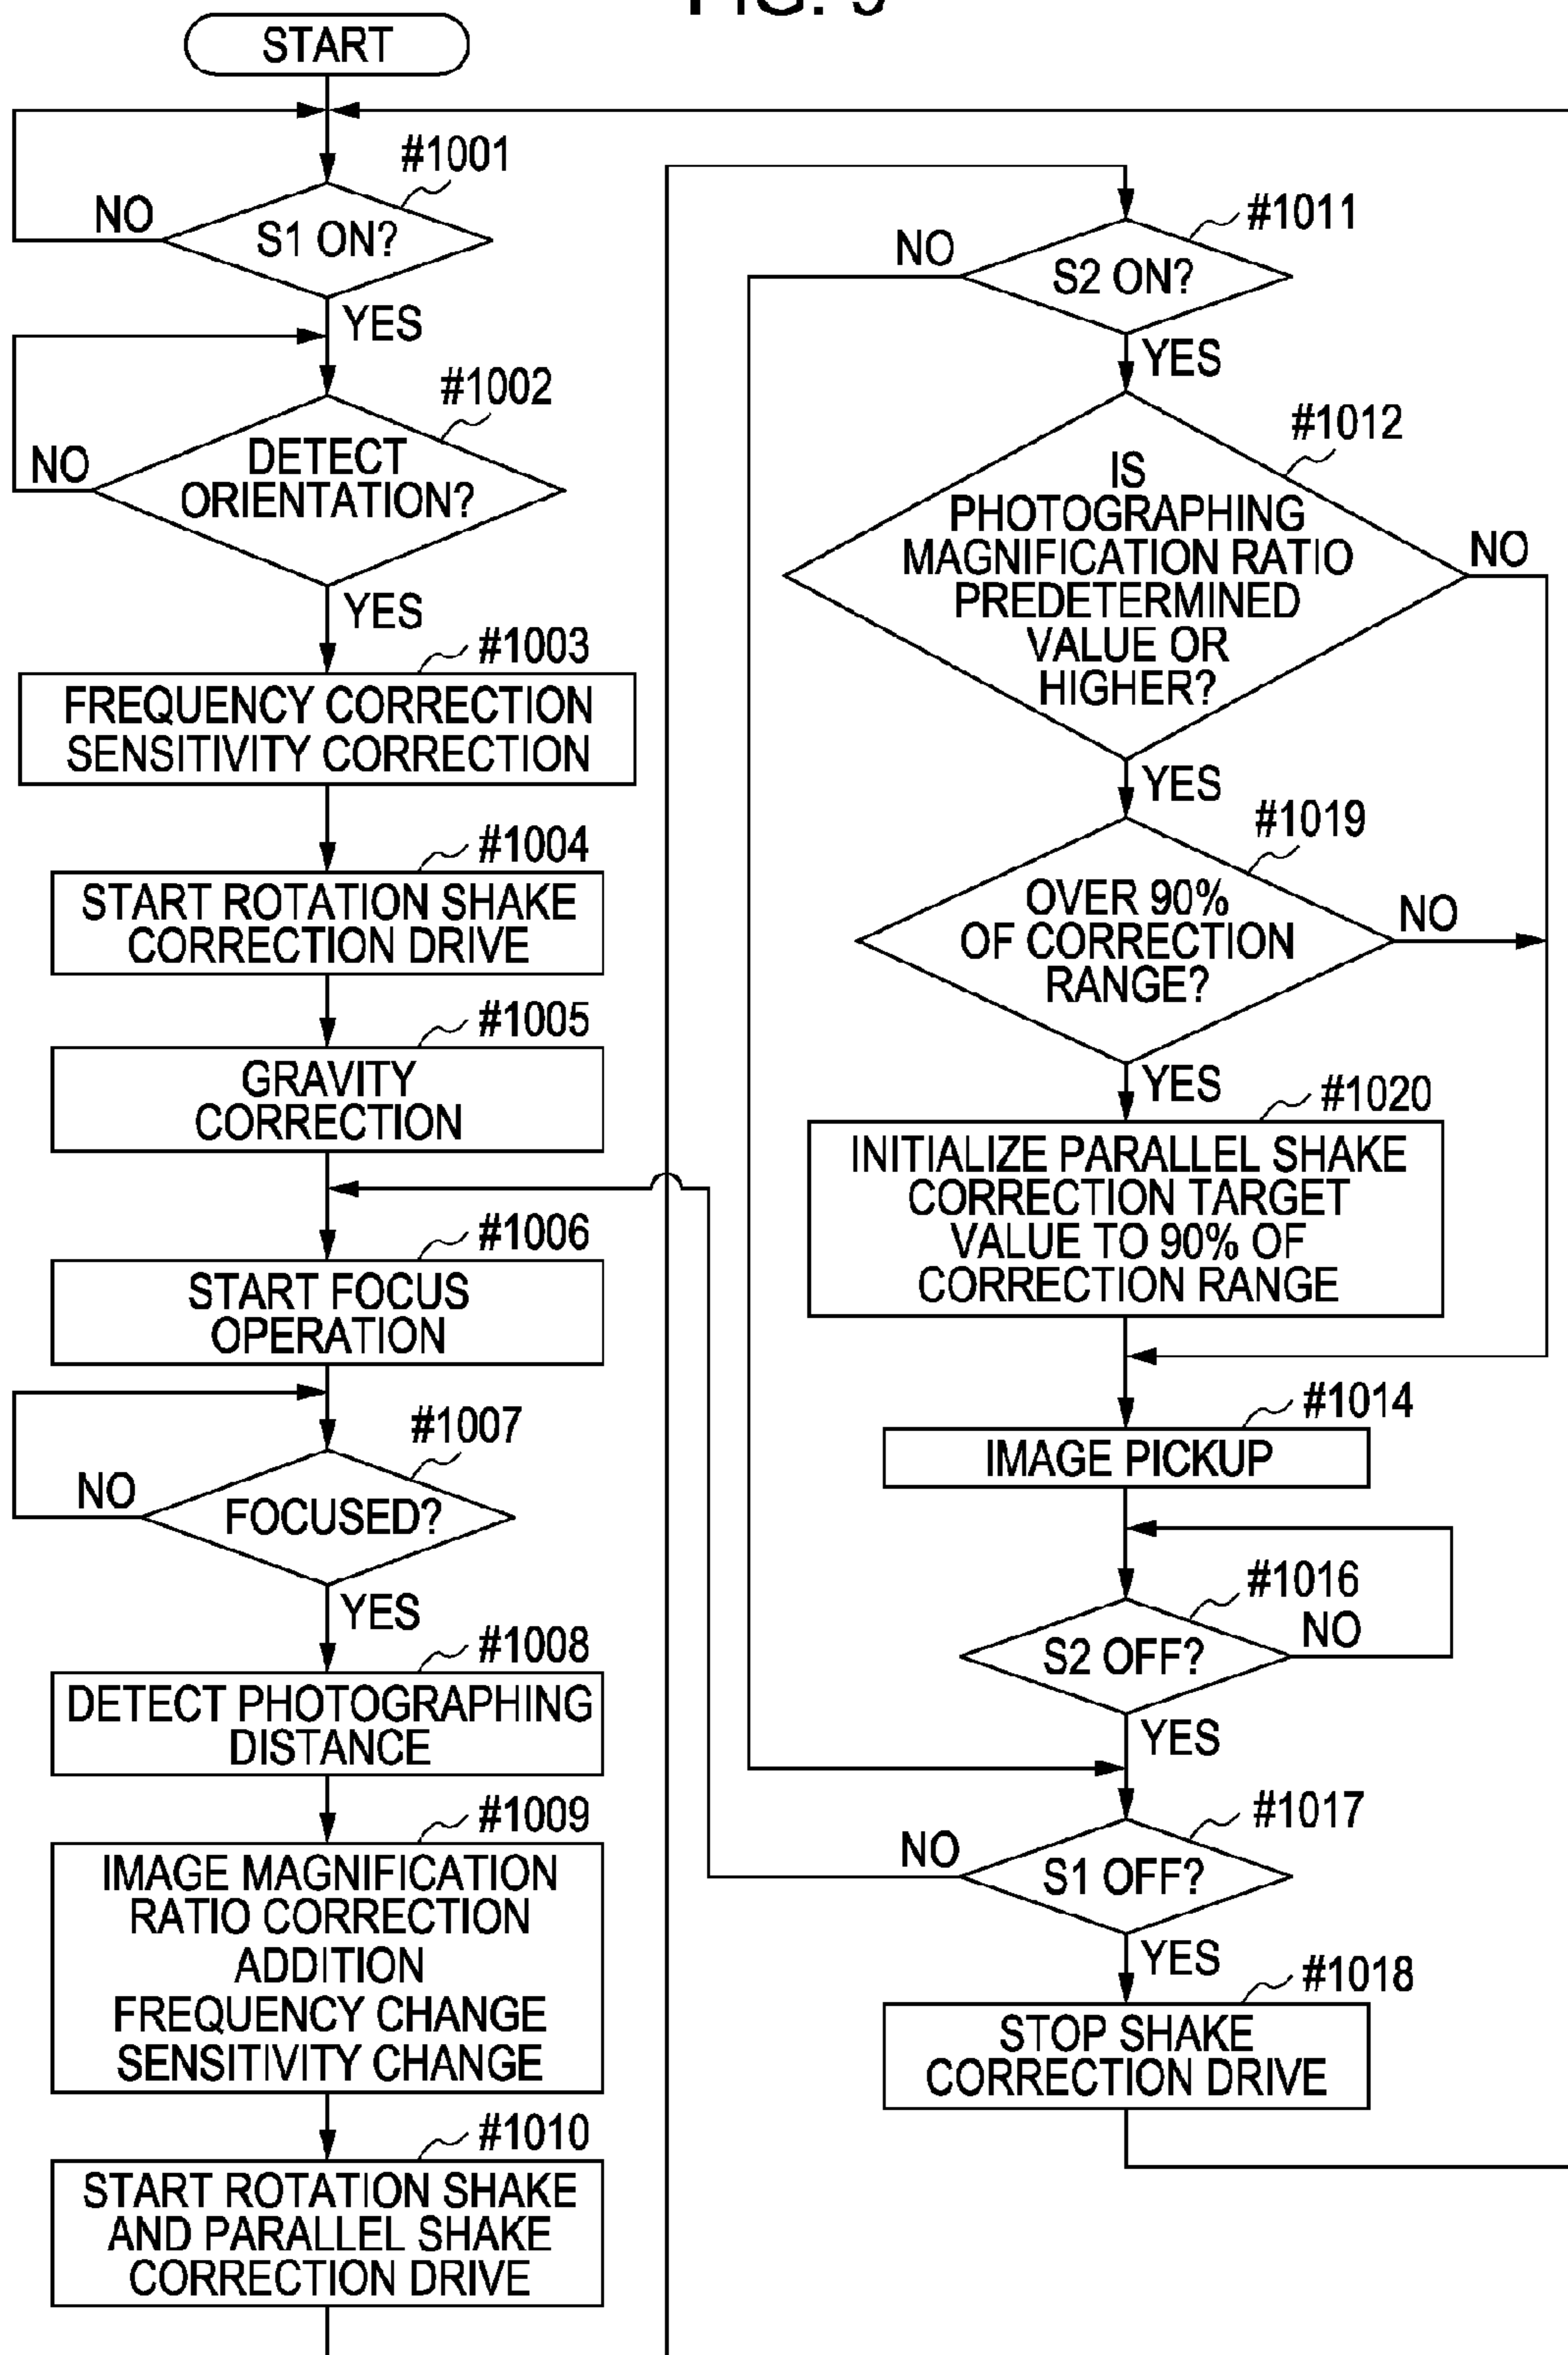 START
#1001
S1 ON?
NO
YES
#1002
DETECT
ORIENTATION?
NO
YES
#1003
FREQUENCY CORRECTION
SENSITIVITY CORRECTION
#1004
START ROTATION SHAKE
CORRECTION DRIVE
#1005
GRAVITY
CORRECTION
#1006
START FOCUS
OPERATION
#1007
FOCUSED?
NO
YES
#1008
DETECT PHOTOGRAPHING
DISTANCE
#1009
IMAGE MAGNIFICATION
RATIO CORRECTION
ADDITION
FREQUENCY CHANGE
SENSITIVITY CHANGE
#1010
START ROTATION SHAKE
AND PARALLEL SHAKE
CORRECTION DRIVE
#1011
S2 ON?
NO
YES
#1012
IS
PHOTOGRAPHING
MAGNIFICATION RATIO
PREDETERMINED
VALUE OR
HIGHER?
NO
YES
#1019
OVER 90%
OF CORRECTION
RANGE?
NO
YES
#1020
INITIALIZE PARALLEL SHAKE
CORRECTION TARGET
VALUE TO 90% OF
CORRECTION RANGE
#1014
IMAGE PICKUP
#1016
S2 OFF?
NO
YES
#1017
S1 OFF?
NO
YES
#1018
STOP SHAKE
CORRECTION DRIVE